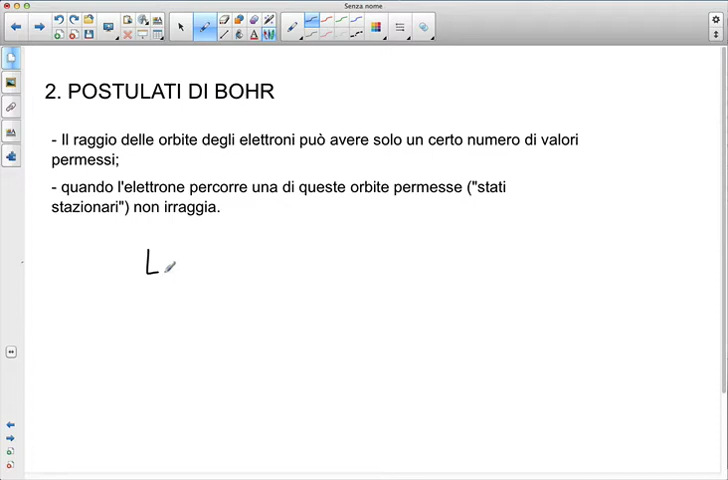 Senza nome
2. POSTULATI DI BOHR
- Il raggio delle orbite degli elettroni può avere solo un certo numero di valori
permessi;
- quando l'elettrone percorre una di queste orbite permesse ("stati
stazionari") non irraggia.
L